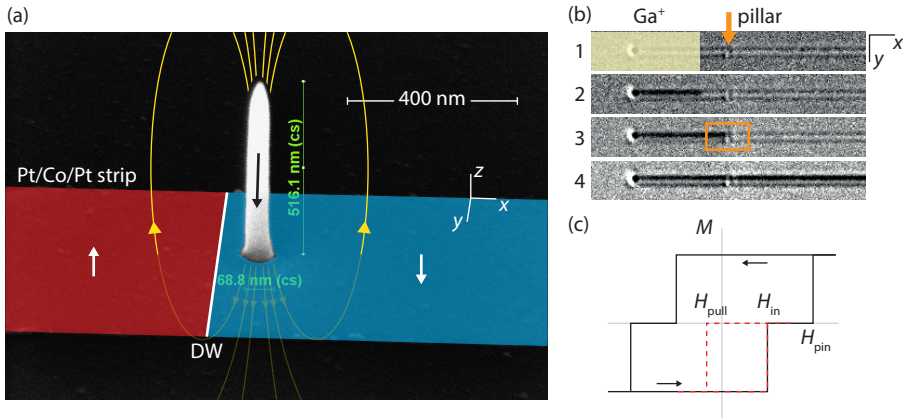 (a)
400 nm
516.1 nm (cs)
Pt/Co/Pt strip
z
x
y
68.8 nm (cs)
DW
(b)
Ga⁺
pillar
x
y
1
2
3
4
(c)
M
H_pull
H_in
H_pin